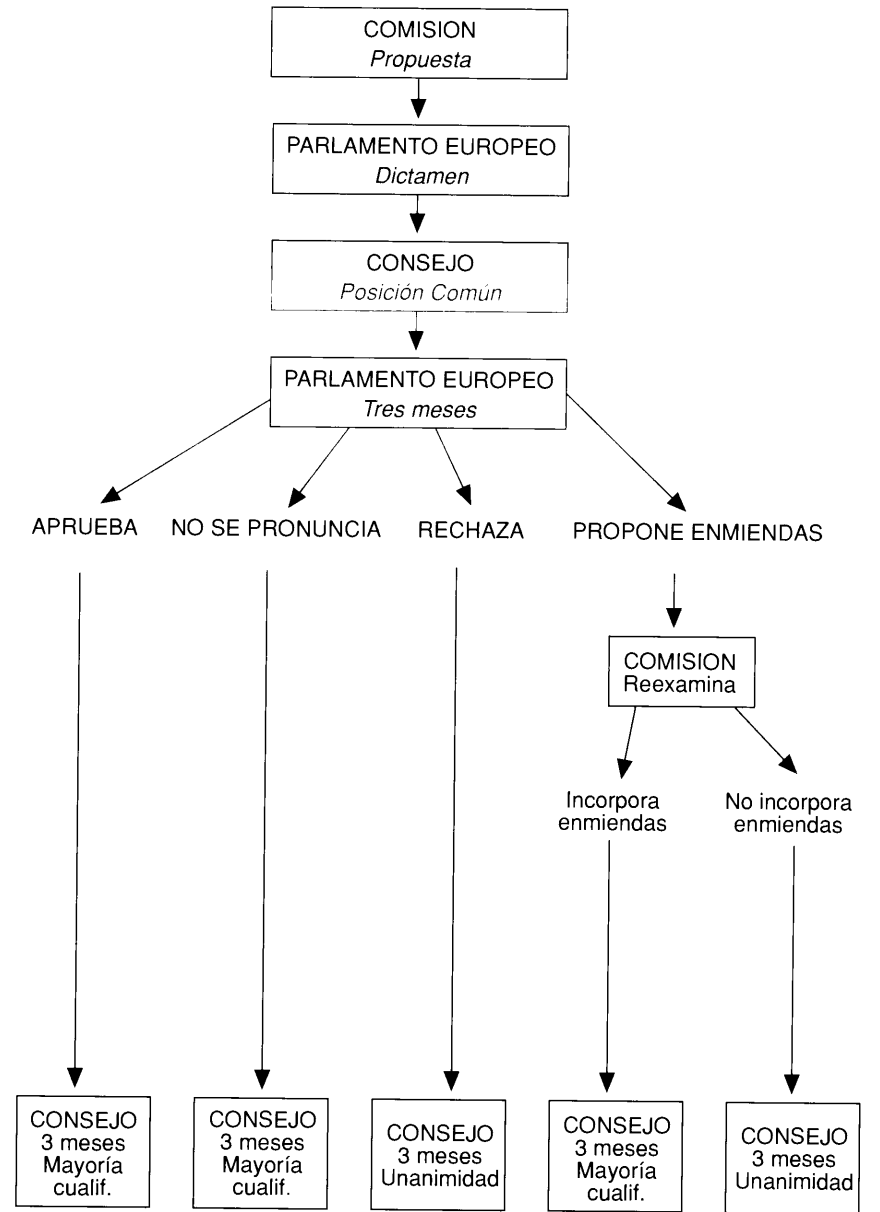 COMISION
Propuesta
PARLAMENTO EUROPEO
Dictamen
CONSEJO
Posición Común
PARLAMENTO EUROPEO
Tres meses
APRUEBA
NO SE PRONUNCIA
RECHAZA
PROPONE ENMIENDAS
COMISION
Reexamina
Incorpora
enmiendas
No incorpora
enmiendas
CONSEJO
3 meses
Mayoría
cualif.
CONSEJO
3 meses
Mayoría
cualif.
CONSEJO
3 meses
Unanimidad
CONSEJO
3 meses
Mayoría
cualif.
CONSEJO
3 meses
Unanimidad